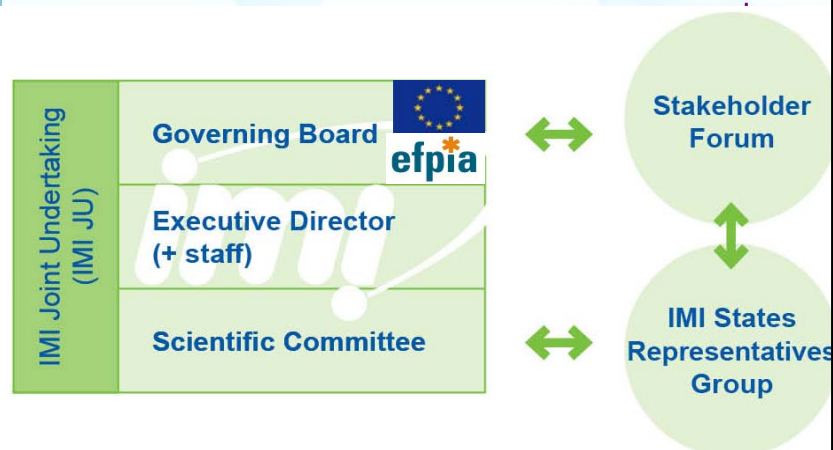 IMI Joint Undertaking
(IMI JU)
Governing Board
efpia
Executive Director
(+ staff)
Scientific Committee
imi
Stakeholder
Forum
IMI States
Representatives
Group